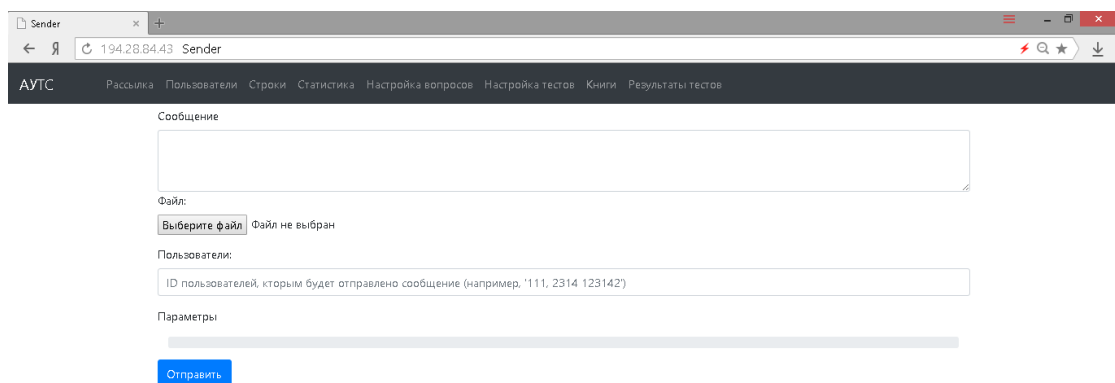 Sender
Я 194.28.84.43 Sender
АУТС Рассылка Пользователи Строки Статистика Настройка вопросов Настройка тестов Книги Результаты тестов
Сообщение
Файл:
Выберите файл Файл не выбран
Пользователи:
ID пользователей, кторым будет отправлено сообщение (например, '111, 2314 123142')
Параметры
Отправить